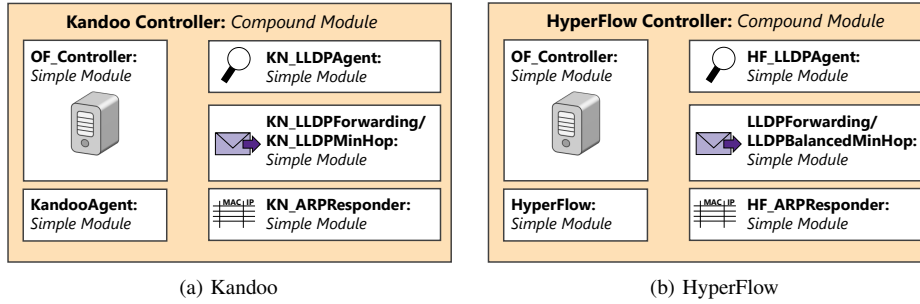 Kandoo Controller: Compound Module
OF_Controller:
Simple Module
KN_LLDPAgent:
Simple Module
KN_LLDPForwarding/
KN_LLDPMinHop:
Simple Module
KandooAgent:
Simple Module
MAC IP
KN_ARPResponder:
Simple Module
(a) Kandoo
HyperFlow Controller: Compound Module
OF_Controller:
Simple Module
HF_LLDPAgent:
Simple Module
LLDPForwarding/
LLDPBalancedMinHop:
Simple Module
HyperFlow:
Simple Module
MAC IP
HF_ARPResponder:
Simple Module
(b) HyperFlow